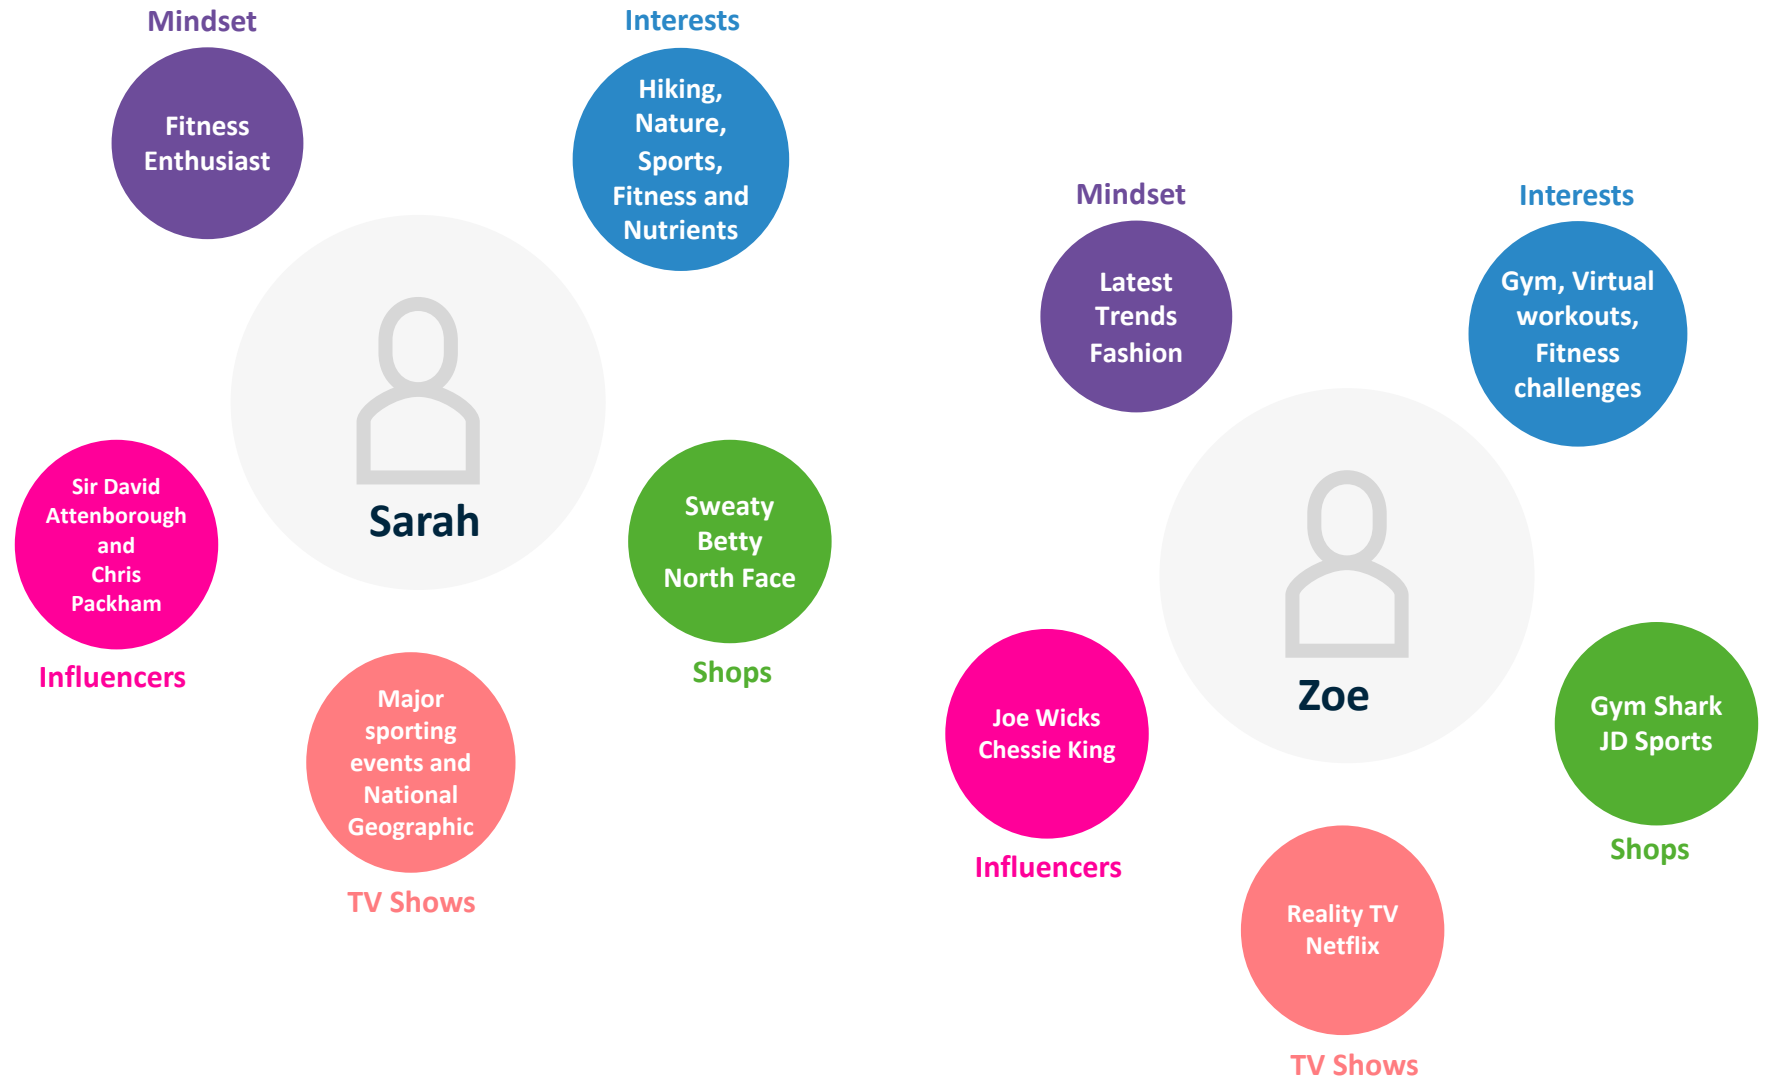 Mindset
Fitness
Enthusiast
Interests
Hiking,
Nature,
Sports,
Fitness and
Nutrients
Sarah
Sir David
Attenborough
and
Chris
Packham
Influencers
Sweaty
Betty
North Face
Shops
Major
sporting
events and
National
Geographic
TV Shows
Mindset
Latest
Trends
Fashion
Interests
Gym, Virtual
workouts,
Fitness
challenges
Zoe
Joe Wicks
Chessie King
Influencers
Gym Shark
JD Sports
Shops
Reality TV
Netflix
TV Shows